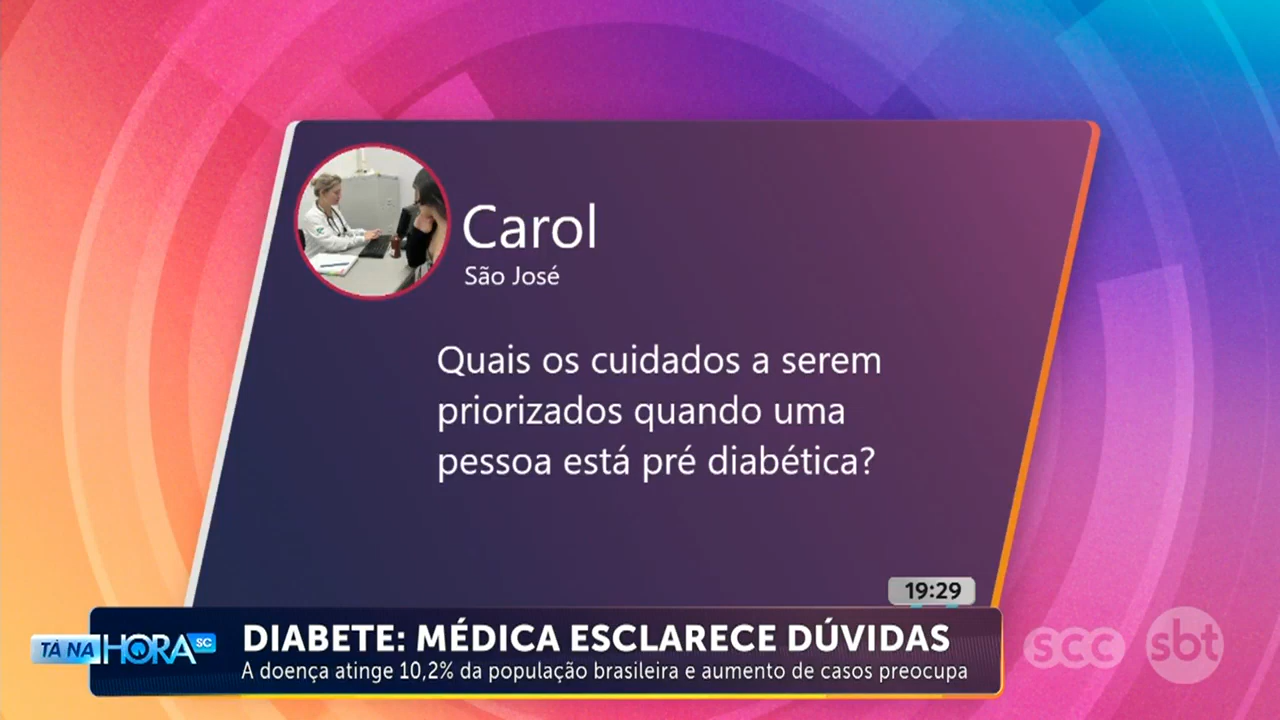 Carol
São José
Quais os cuidados a serem
priorizados quando uma
pessoa está pré diabética?
19:29
TÁ NA HORA SC
DIABETE: MÉDICA ESCLARECE DÚVIDAS
A doença atinge 10,2% da população brasileira e aumento de casos preocupa
scc sbt